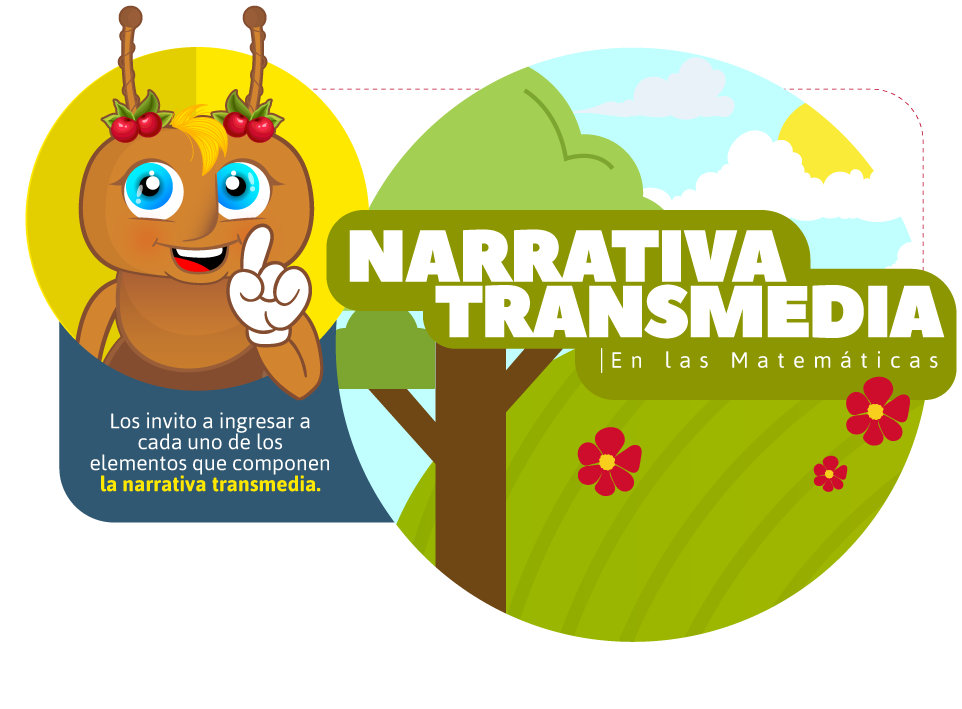 NARRATIVA
TRANSMEDIA
En las Matemáticas
Los invito a ingresar a
cada uno de los
elementos que componen
la narrativa transmedia.